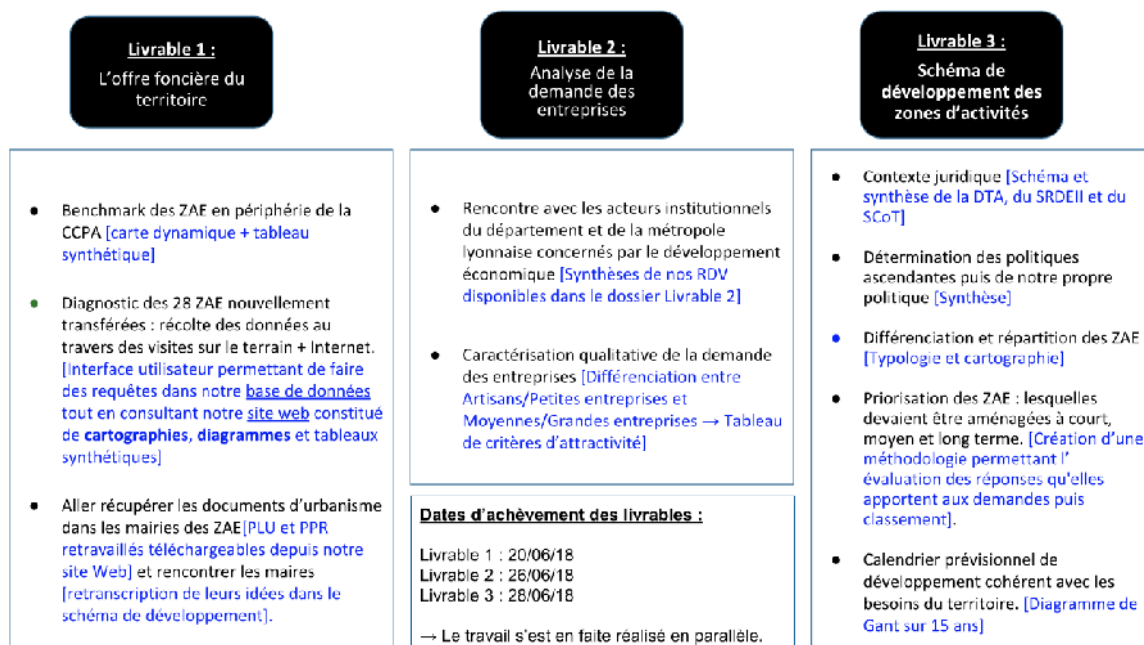 Livrable 1 :
L'offre foncière du
territoire
● Benchmark des ZAE en périphérie de la
CCPA [carte dynamique + tableau
synthétique]
● Diagnostic des 28 ZAE nouvellement
transférées : récolte des données au
travers des visites sur le terrain + Internet.
[Interface utilisateur permettant de faire
des requêtes dans notre base de données
tout en consultant notre site web constitué
de cartographies, diagrammes et tableaux
synthétiques]
● Aller récupérer les documents d'urbanisme
dans les mairies des ZAE[PLU et PPR
retravaillés téléchargeables depuis notre
site Web] et rencontrer les maires
[retranscription de leurs idées dans le
schéma de développement].
Livrable 2 :
Analyse de la
demande des
entreprises
● Rencontre avec les acteurs institutionnels
du département et de la métropole
lyonnaise concernés par le développement
économique [Synthèses de nos RDV
disponibles dans le dossier Livrable 2]
● Caractérisation qualitative de la demande
des entreprises [Différenciation entre
Artisans/Petites entreprises et
Moyennes/Grandes entreprises → Tableau
de critères d'attractivité]
Dates d'achèvement des livrables :
Livrable 1 : 20/06/18
Livrable 2 : 26/06/18
Livrable 3 : 28/06/18
→ Le travail s'est en faite réalisé en parallèle.
Livrable 3 :
Schéma de
développement des
zones d'activités
● Contexte juridique [Schéma et
synthèse de la DTA, du SRDEII et du
SCoT]
● Détermination des politiques
ascendantes puis de notre propre
politique [Synthèse]
● Différenciation et répartition des ZAE
[Typologie et cartographie]
● Priorisation des ZAE : lesquelles
devaient être aménagées à court,
moyen et long terme. [Création d'une
méthodologie permettant l'
évaluation des réponses qu'elles
apportent aux demandes puis
classement].
● Calendrier prévisionnel de
développement cohérent avec les
besoins du territoire. [Diagramme de
Gant sur 15 ans]